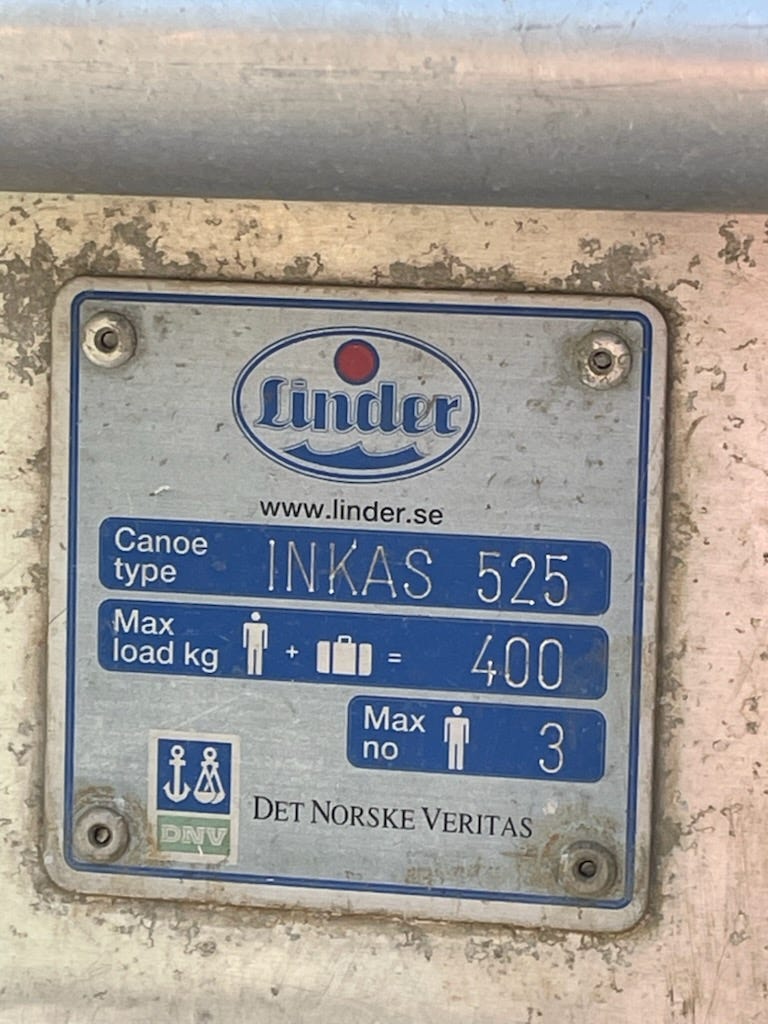 Linder
www.linder.se
Canoe type INKAS 525
Max load kg + = 400
Max no 3
DNV
DET NORSKE VERITAS